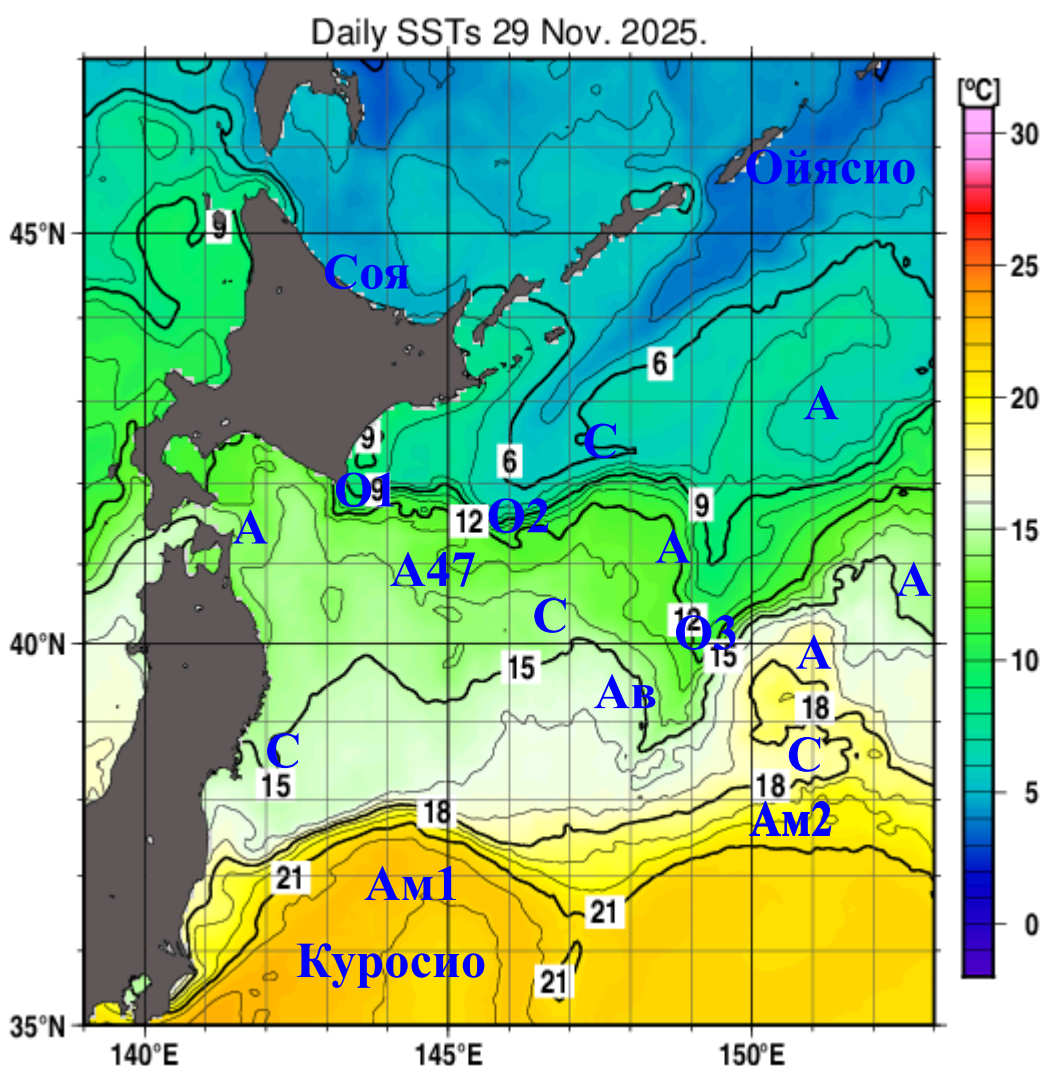 Daily SSTs 29 Nov. 2025.
[ºC]
30
Ойясио
45°N
9
Соя
25
6
20
А
9
С
6
О1
9
9
12
О2
А
15
А
А47
А
С
12
О3
40°N
15
А
10
15
Ав
18
С
С
15
18
18
5
Ам2
21
Ам1
21
0
Куросио
21
35°N
140°E
145°E
150°E